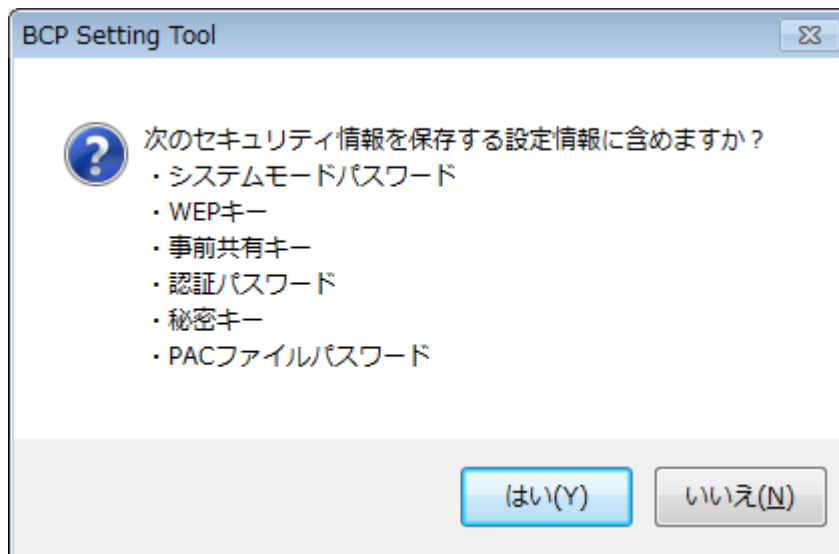 BCP Setting Tool
次のセキュリティ情報を保存する設定情報に含めますか？
・システムモードパスワード
・WEPキー
・事前共有キー
・認証パスワード
・秘密キー
・PACファイルパスワード
はい(Y)
いいえ(N)